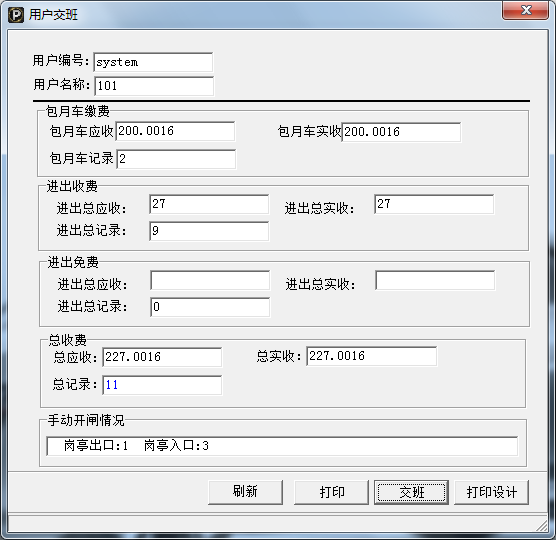 P 用户交班
用户编号: system
用户名称: 101
包月车缴费
包月车应收 200.0016 包月车实收 200.0016
包月车记录 2
进出收费
进出总应收: 27 进出总实收: 27
进出总记录: 9
进出免费
进出总应收: 进出总实收:
进出总记录: 0
总收费
总应收: 227.0016 总实收: 227.0016
总记录: 11
手动开闸情况
岗亭出口:1 岗亭入口:3
刷新 打印 交班 打印设计